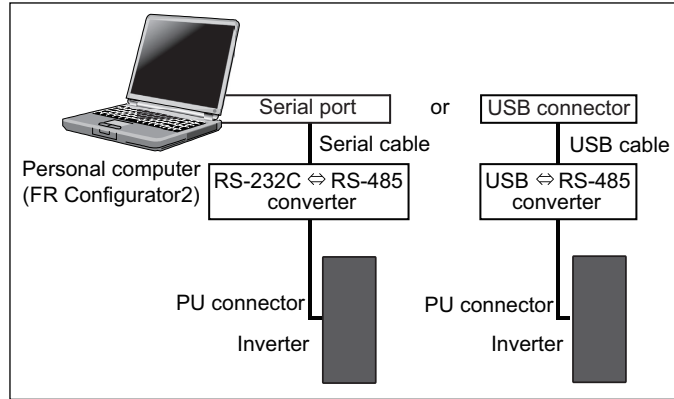 Serial port
or
USB connector
Serial cable
USB cable
Personal computer
(FR Configurator2)
RS-232C ⇔ RS-485
converter
USB ⇔ RS-485
converter
PU connector
PU connector
Inverter
Inverter